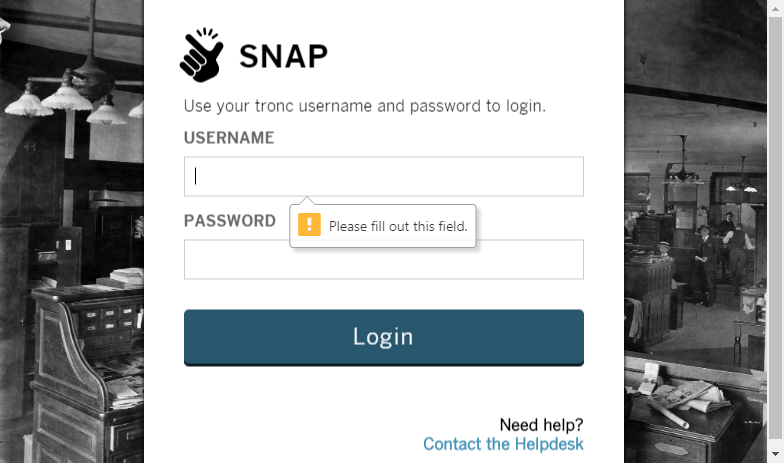 SNAP
Use your tronc username and password to login.
USERNAME
Please fill out this field.
PASSWORD
Login
Need help?
Contact the Helpdesk